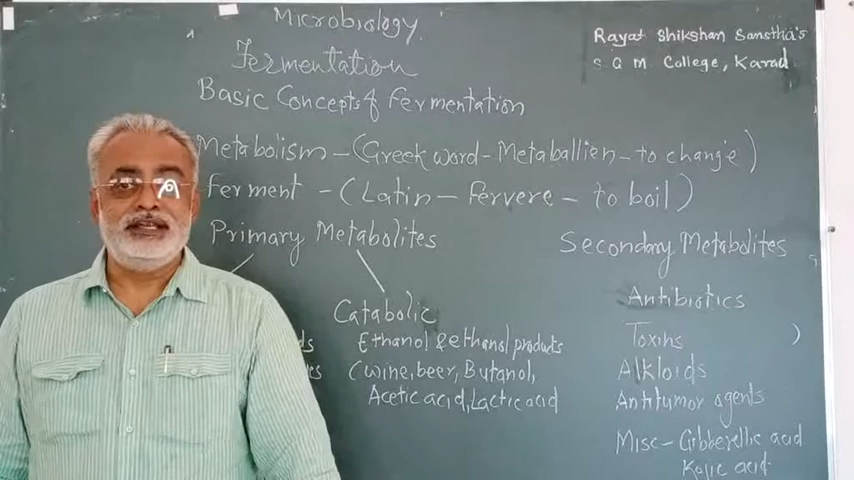 Microbiology
Rayat Shikshan Sanstha's
S G M College, Karad
Fermentation
Basic Concepts of Fermentation
Metabolism - (Greek word - Metaballien - to change)
Ferment - (Latin - fervere - to boil)
Primary Metabolites
Secondary Metabolites
Catabolic
Ethanol & ethanol products
(wine, beer, Butanol,
Acetic acid, Lactic acid
Antibiotics
Toxins )
Alkloids
Antitumor agents
Misc - Gibberellic acid
Kojic acid